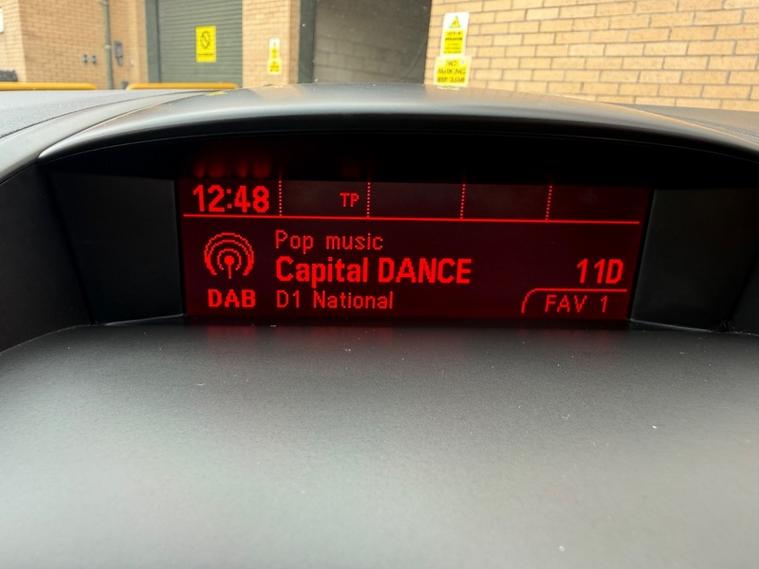 12:48 TP
Pop music
Capital DANCE 11D
DAB D1 National FAV 1